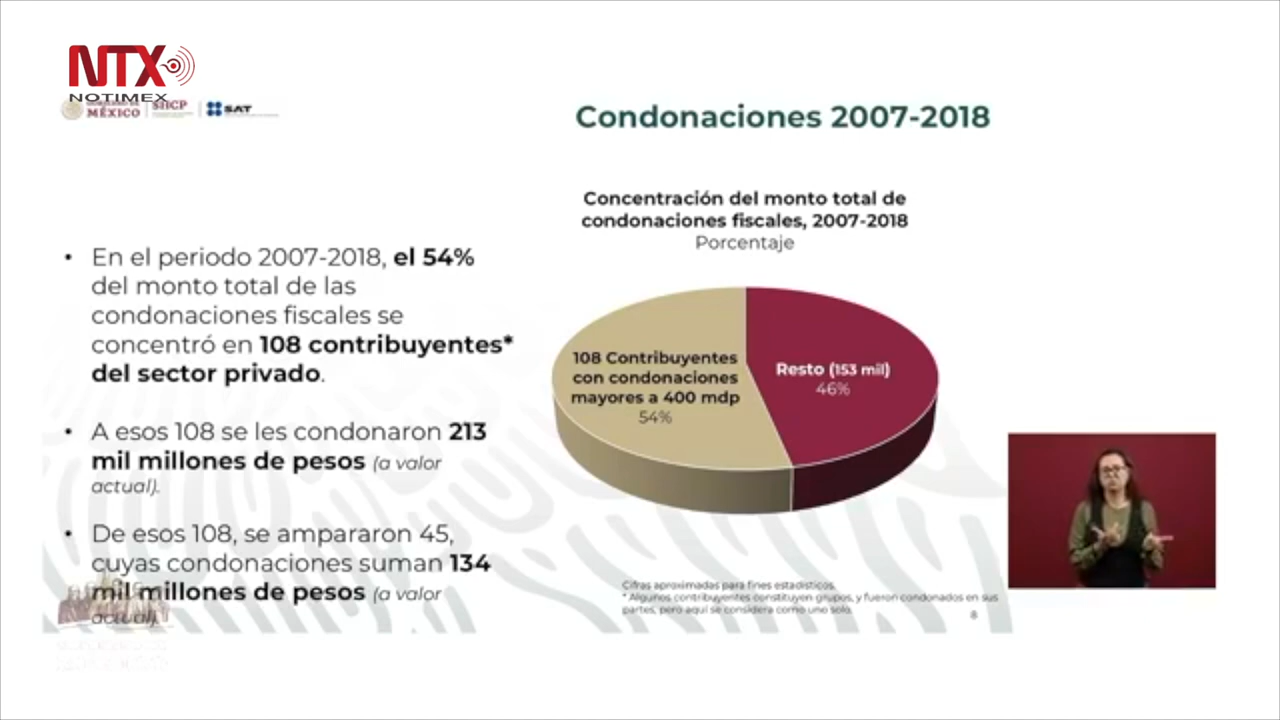 NTX
NOTIMEX
MÉXICO
SHCP
SAT
Condonaciones 2007-2018
• En el periodo 2007-2018, el 54%
del monto total de las
condonaciones fiscales se
concentró en 108 contribuyentes*
del sector privado.
• A esos 108 se les condonaron 213
mil millones de pesos (a valor
actual).
• De esos 108, se ampararon 45,
cuyas condonaciones suman 134
mil millones de pesos (a valor
actual).
Concentración del monto total de
condonaciones fiscales, 2007-2018
Porcentaje
108 Contribuyentes
con condonaciones
mayores a 400 mdp
54%
Resto (153 mil)
46%
Cifras aproximadas para fines estadísticos.
* Algunos contribuyentes constituyen grupos, y fueron condonados en sus
partes, pero aquí se considera como uno solo.
8